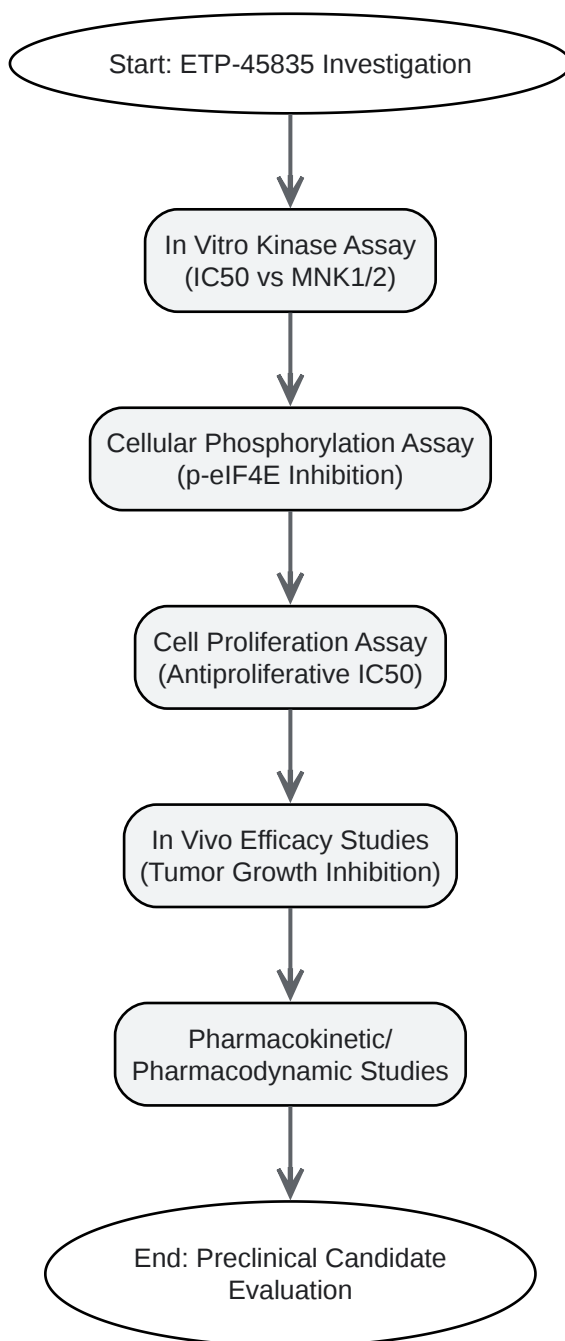 Start: ETP-45835 Investigation
In Vitro Kinase Assay
(IC50 vs MNK1/2)
Cellular Phosphorylation Assay
(p-eIF4E Inhibition)
Cell Proliferation Assay
(Antiproliferative IC50)
In Vivo Efficacy Studies
(Tumor Growth Inhibition)
Pharmacokinetic/
Pharmacodynamic Studies
End: Preclinical Candidate
Evaluation